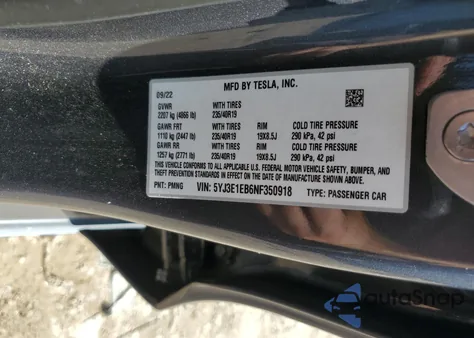 MFD BY TESLA, INC.
09/22
GVWR WITH TIRES
2207 kg (4866 lb) 235/40R19
GAWR FRT WITH TIRES RIM COLD TIRE PRESSURE
1110 kg (2447 lb) 235/40R19 19X8.5J 290 kPa, 42 psi
GAWR RR WITH TIRES RIM COLD TIRE PRESSURE
1257 kg (2771 lb) 235/40R19 19X8.5J 290 kPa, 42 psi
THIS VEHICLE CONFORMS TO ALL APPLICABLE U.S. FEDERAL MOTOR VEHICLE SAFETY, BUMPER, AND
THEFT PREVENTION STANDARDS IN EFFECT ON THE DATE OF MANUFACTURE SHOWN ABOVE.
PNT: PMNG VIN: 5YJ3E1EB6NF350918 TYPE: PASSENGER CAR
autoSnap